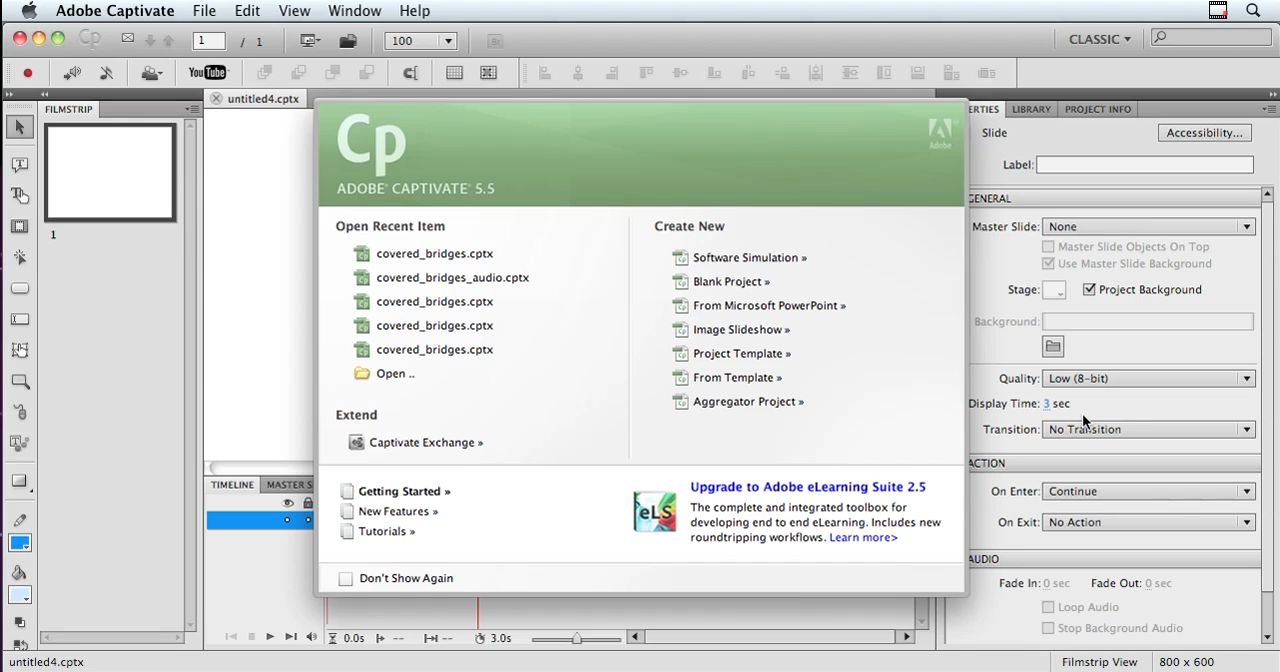 Adobe Captivate File Edit View Window Help
Cp 1 / 1 100 Br CLASSIC
YouTube
FILMSTRIP untitled4.cptx ERTIES LIBRARY PROJECT INFO
1
Cp
ADOBE® CAPTIVATE® 5.5
Adobe
Open Recent Item
covered_bridges.cptx
covered_bridges_audio.cptx
covered_bridges.cptx
covered_bridges.cptx
covered_bridges.cptx
Open ..
Extend
Captivate Exchange »
Create New
Software Simulation »
Blank Project »
From Microsoft PowerPoint »
Image Slideshow »
Project Template »
From Template »
Aggregator Project »
Getting Started »
New Features »
Tutorials »
eLS
Upgrade to Adobe eLearning Suite 2.5
The complete and integrated toolbox for
developing end to end eLearning. Includes new
roundtripping workflows. Learn more>
Don't Show Again
Slide Accessibility...
Label:
GENERAL
Master Slide: None
Master Slide Objects On Top
Use Master Slide Background
Stage: Project Background
Background:
Quality: Low (8-bit)
Display Time: 3 sec
Transition: No Transition
ACTION
On Enter: Continue
On Exit: No Action
AUDIO
Fade In: 0 sec Fade Out: 0 sec
Loop Audio
Stop Background Audio
TIMELINE MASTER S
0.0s -- -- 3.0s
untitled4.cptx Filmstrip View 800 x 600